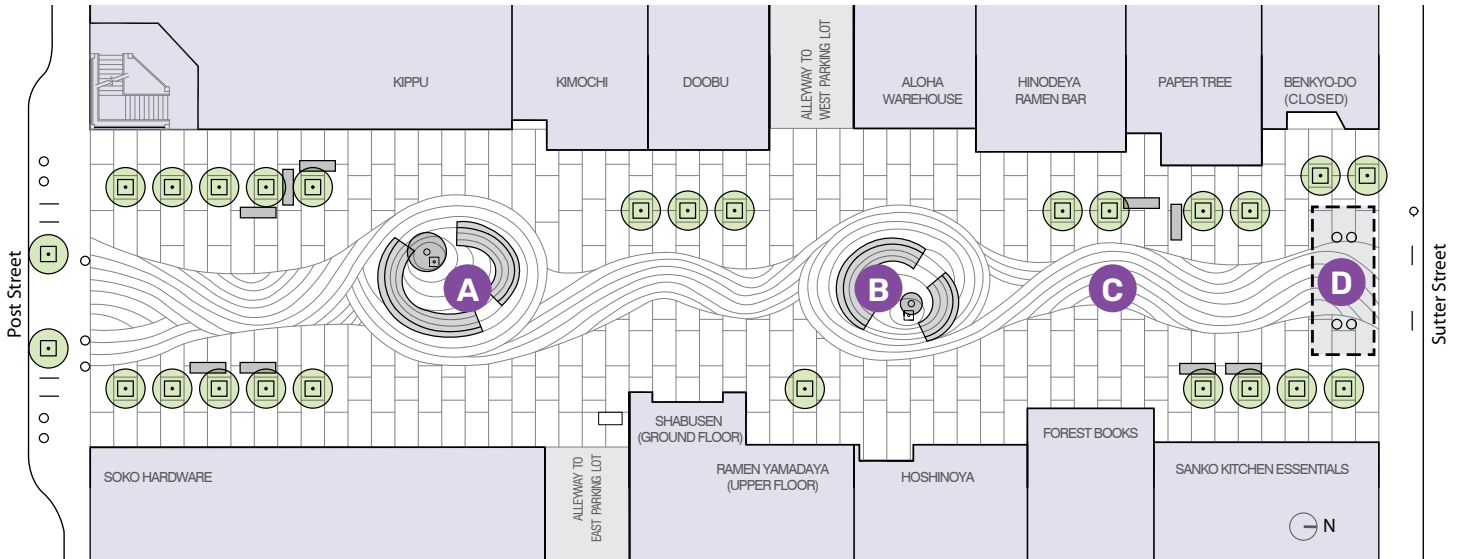 KIPPU
KIMOCHI
DOOBU
ALLEYWAY TO
WEST PARKING LOT
ALOHA
WAREHOUSE
HINODEYA
RAMEN BAR
PAPER TREE
BENKYO-DO
(CLOSED)
Post Street
A
B
C
D
Sutter Street
SOKO HARDWARE
ALLEYWAY TO
EAST PARKING LOT
SHABUSEN
(GROUND FLOOR)
RAMEN YAMADAYA
(UPPER FLOOR)
HOSHINOYA
FOREST BOOKS
SANKO KITCHEN ESSENTIALS
N